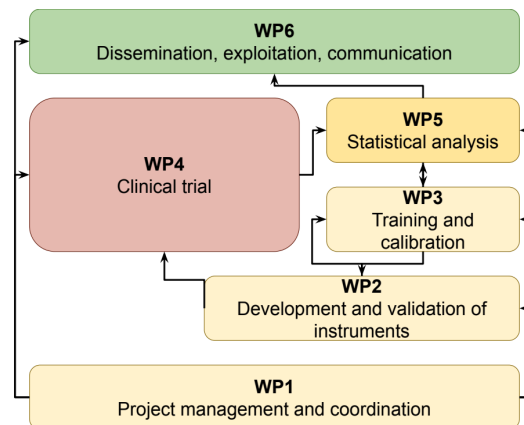 WP6
Dissemination, exploitation, communication
WP5
Statistical analysis
WP4
Clinical trial
WP3
Training and
calibration
WP2
Development and validation of
instruments
WP1
Project management and coordination